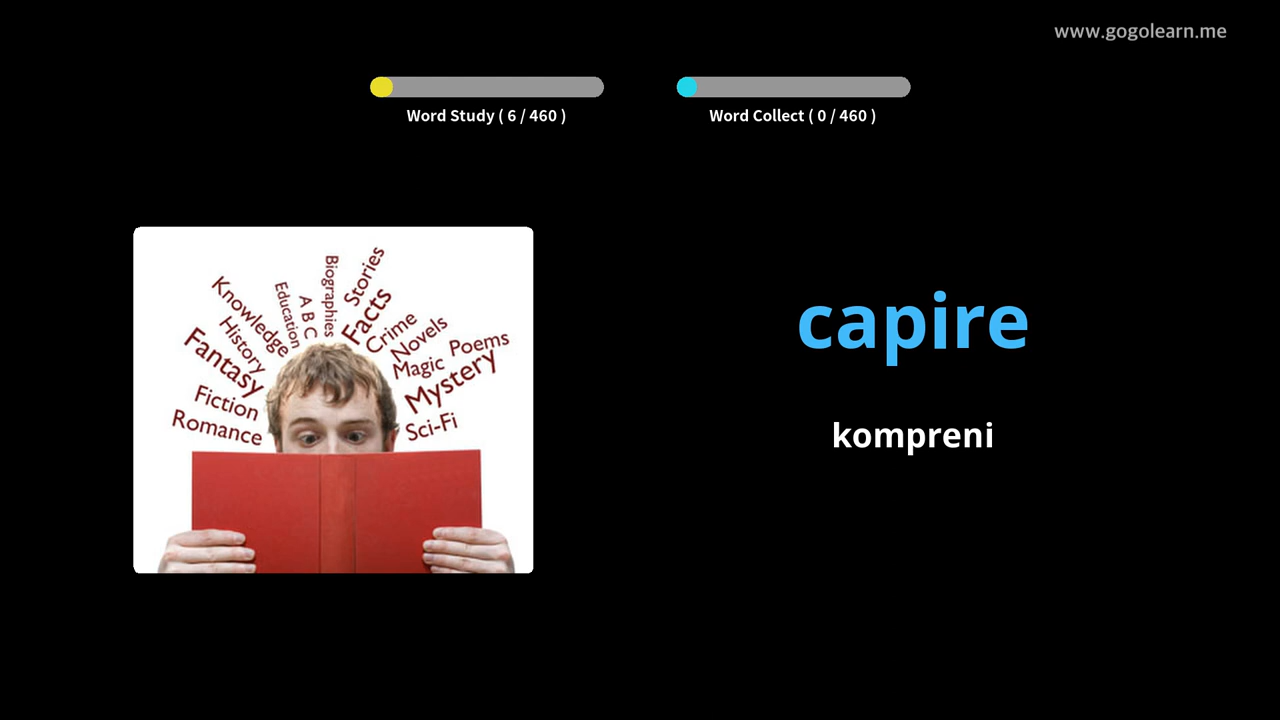 www.gogolearn.me
Word Study ( 6 / 460 )
Word Collect ( 0 / 460 )
Knowledge
Education
A B C
Biographies
Stories
Facts
History
Crime
Novels
Fantasy
Magic
Poems
Mystery
Fiction
Romance
Sci-Fi
capire
kompreni